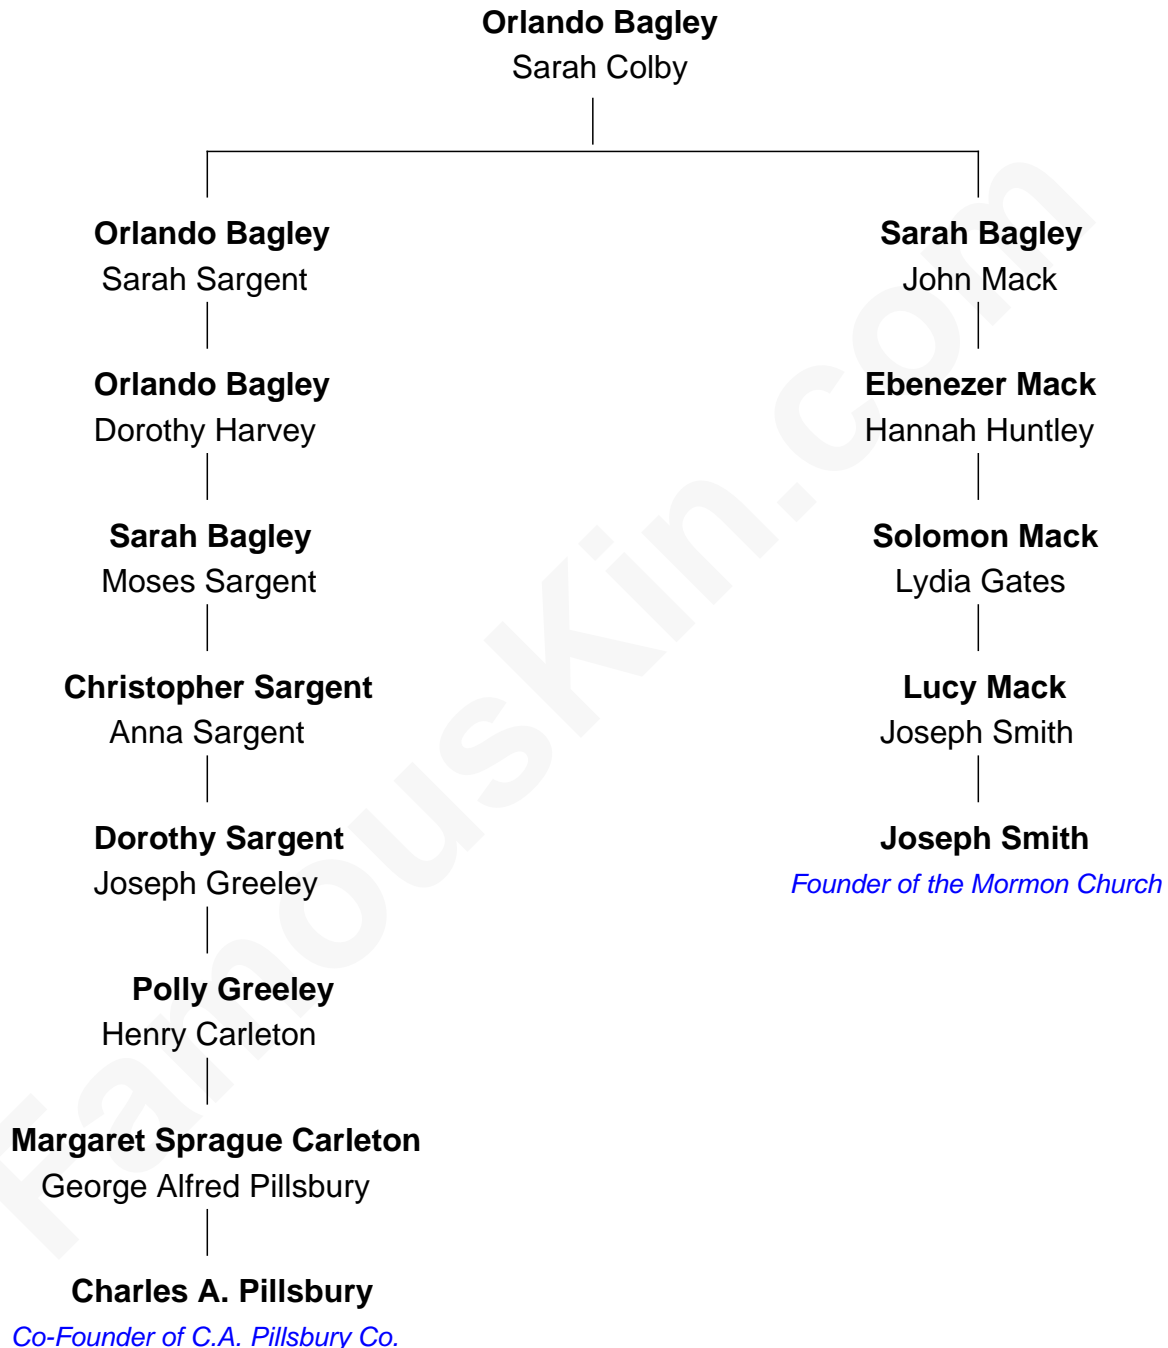 Orlando Bagley
Sarah Colby
Orlando Bagley
Sarah Sargent
Orlando Bagley
Dorothy Harvey
Sarah Bagley
Moses Sargent
Christopher Sargent
Anna Sargent
Dorothy Sargent
Joseph Greeley
Polly Greeley
Henry Carleton
Margaret Sprague Carleton
George Alfred Pillsbury
Charles A. Pillsbury
Co-Founder of C.A. Pillsbury Co.
Sarah Bagley
John Mack
Ebenezer Mack
Hannah Huntley
Solomon Mack
Lydia Gates
Lucy Mack
Joseph Smith
Joseph Smith
Founder of the Mormon Church
FamousKin.com